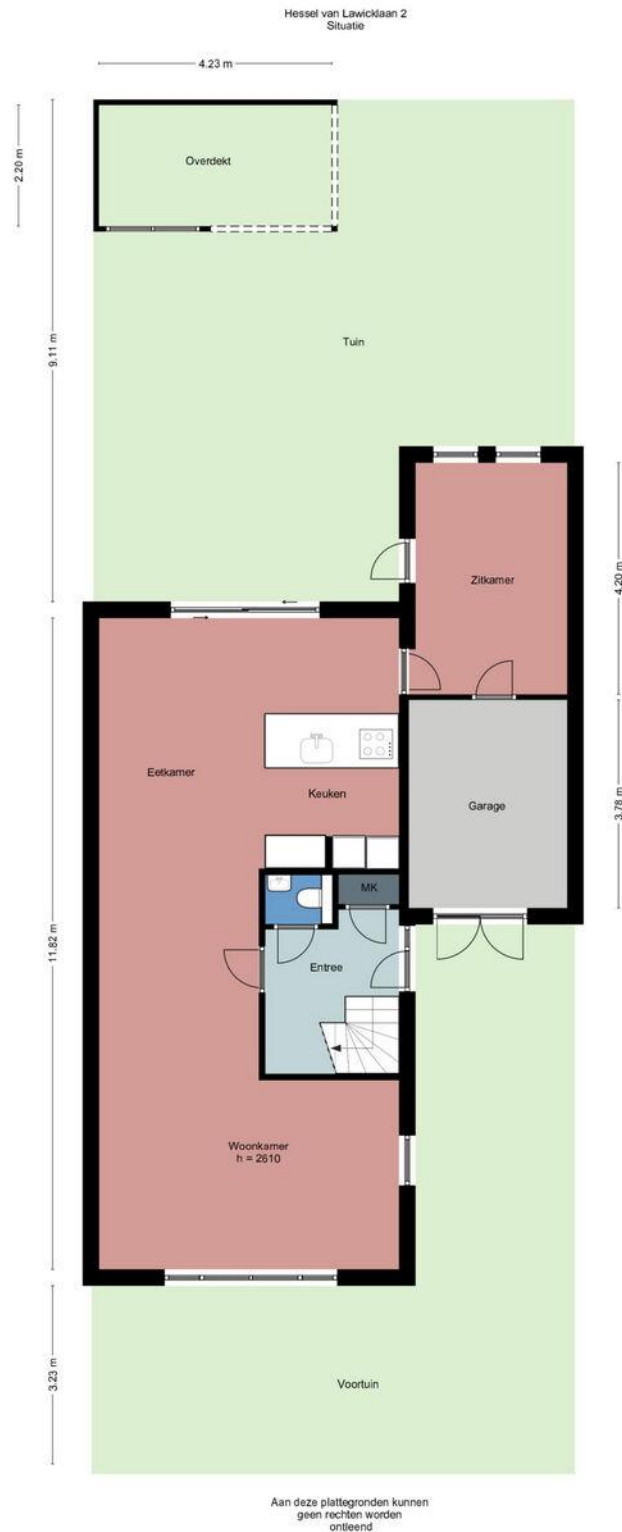 Hessel van Lawicklaan 2
Situatie
4.23 m
2.20 m
Overdekt
9.11 m
Tuin
Zitkamer
4.20 m
Eetkamer
Keuken
Garage
3.78 m
MK
11.82 m
Entree
Woonkamer
h = 2610
3.23 m
Voortuin
Aan deze plattegronden kunnen
geen rechten worden
ontleend